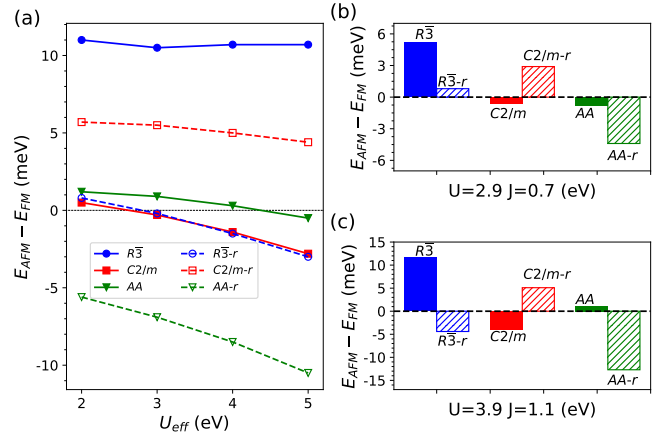 (a)
E_AFM − E_FM (meV)
10
5
0
-5
-10
R3̅
C2/m
AA
R3̅-r
C2/m-r
AA-r
2
3
4
5
U_eff (eV)
(b)
E_AFM − E_FM (meV)
6
3
0
-3
-6
R3̅
R3̅-r
C2/m
C2/m-r
AA
AA-r
U=2.9 J=0.7 (eV)
(c)
E_AFM − E_FM (meV)
15
10
5
0
-5
-10
-15
R3̅
R3̅-r
C2/m
C2/m-r
AA
AA-r
U=3.9 J=1.1 (eV)